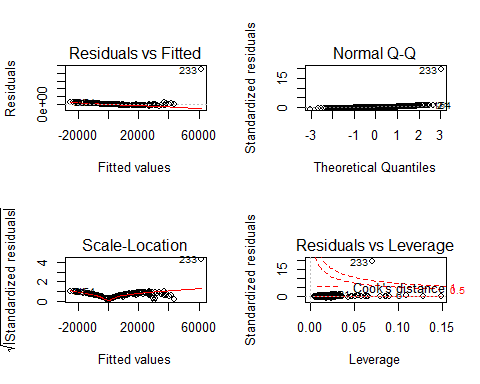 Residuals vs Fitted
Residuals
0e+00
233
-20000 20000 60000
Fitted values
Normal Q-Q
Standardized residuals
0 15
233
-3 -2 -1 0 1 2 3
Theoretical Quantiles
Scale-Location
√|Standardized residuals|
0 2 4
233
-20000 20000 60000
Fitted values
Residuals vs Leverage
Standardized residuals
0 15
233
Cook's distance
1
0.5
0.00 0.05 0.10 0.15
Leverage